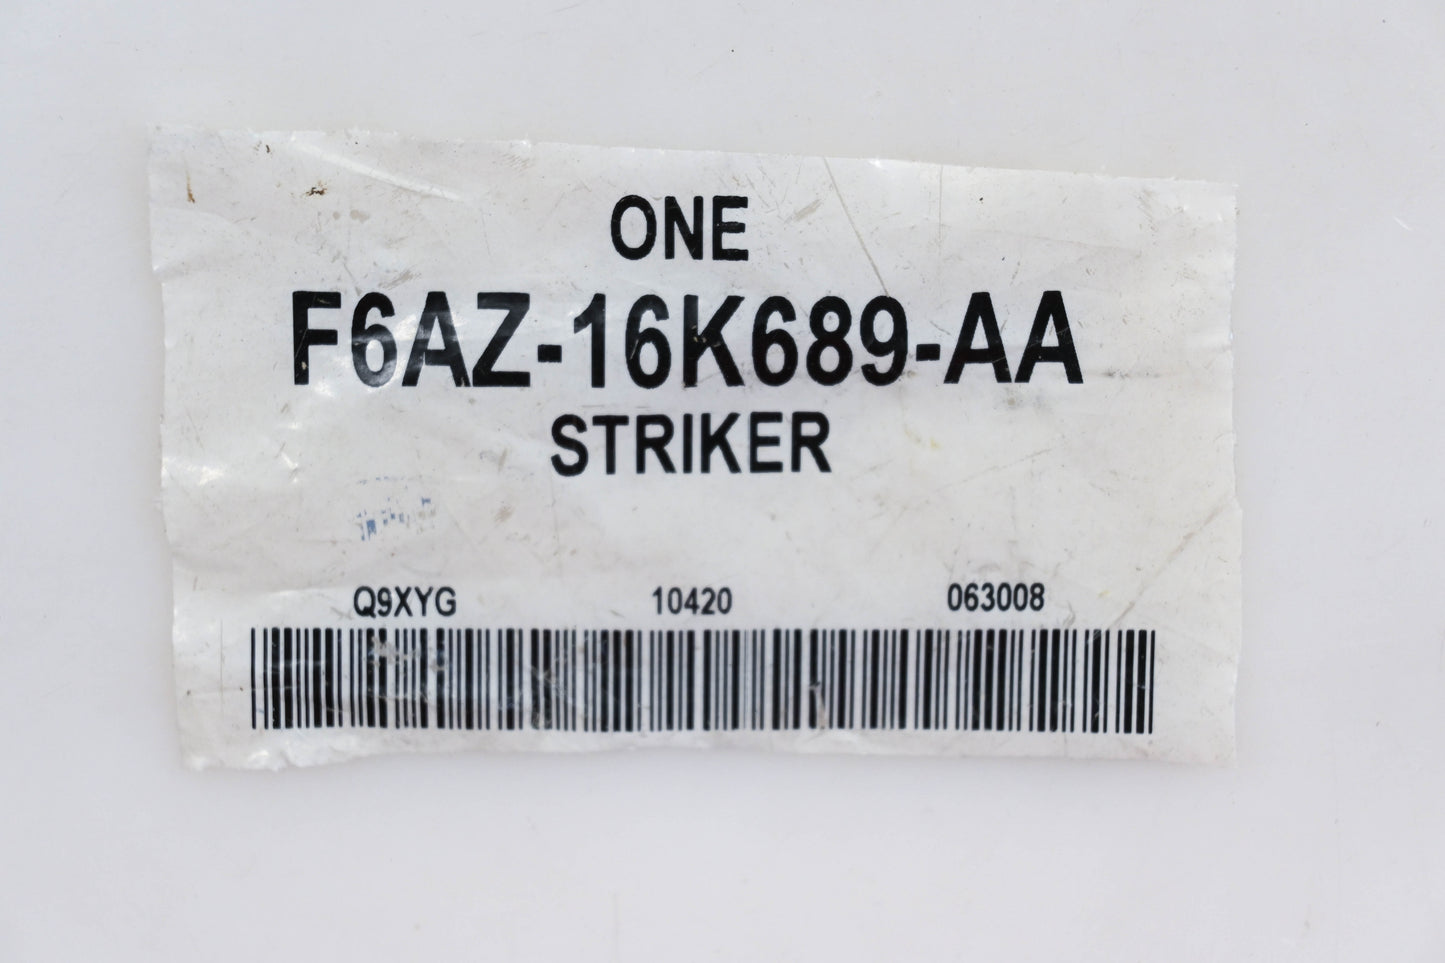 ONE
F6AZ-16K689-AA
STRIKER
Q9XYG 10420 063008